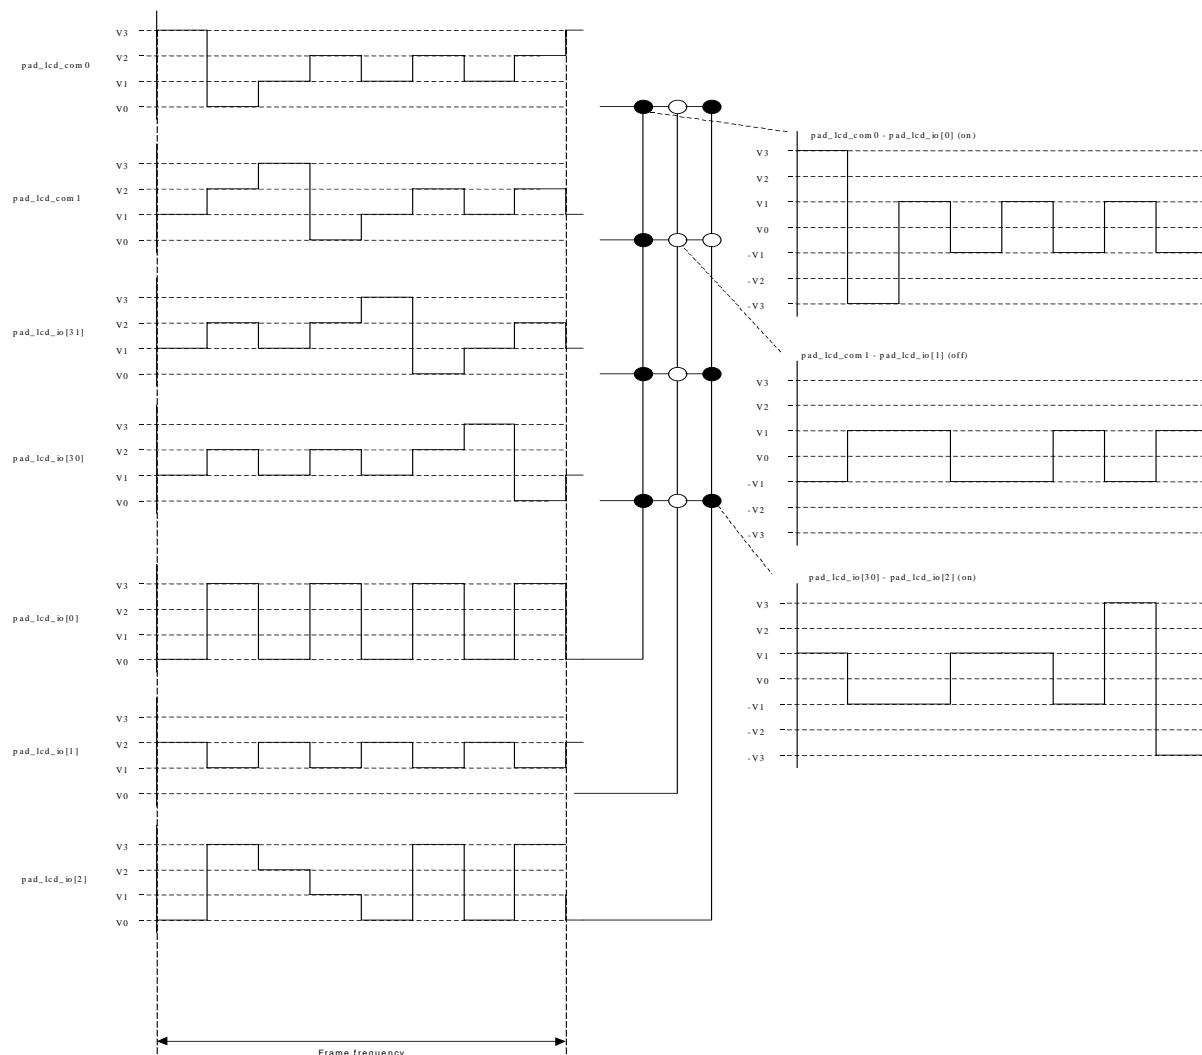 V3
V2
pad_lcd_com0
V1
V0
V3
V2
pad_lcd_com1
V1
V0
V3
V2
pad_lcd_io[31]
V1
V0
V3
V2
pad_lcd_io[30]
V1
V0
V3
V2
pad_lcd_io[0]
V1
V0
V3
V2
pad_lcd_io[1]
V1
V0
V3
V2
pad_lcd_io[2]
V1
V0
Frame frequency
pad_lcd_com0 - pad_lcd_io[0] (on)
V3
V2
V1
V0
-V1
-V2
-V3
pad_lcd_com1 - pad_lcd_io[1] (off)
V3
V2
V1
V0
-V1
-V2
-V3
pad_lcd_io[30] - pad_lcd_io[2] (on)
V3
V2
V1
V0
-V1
-V2
-V3